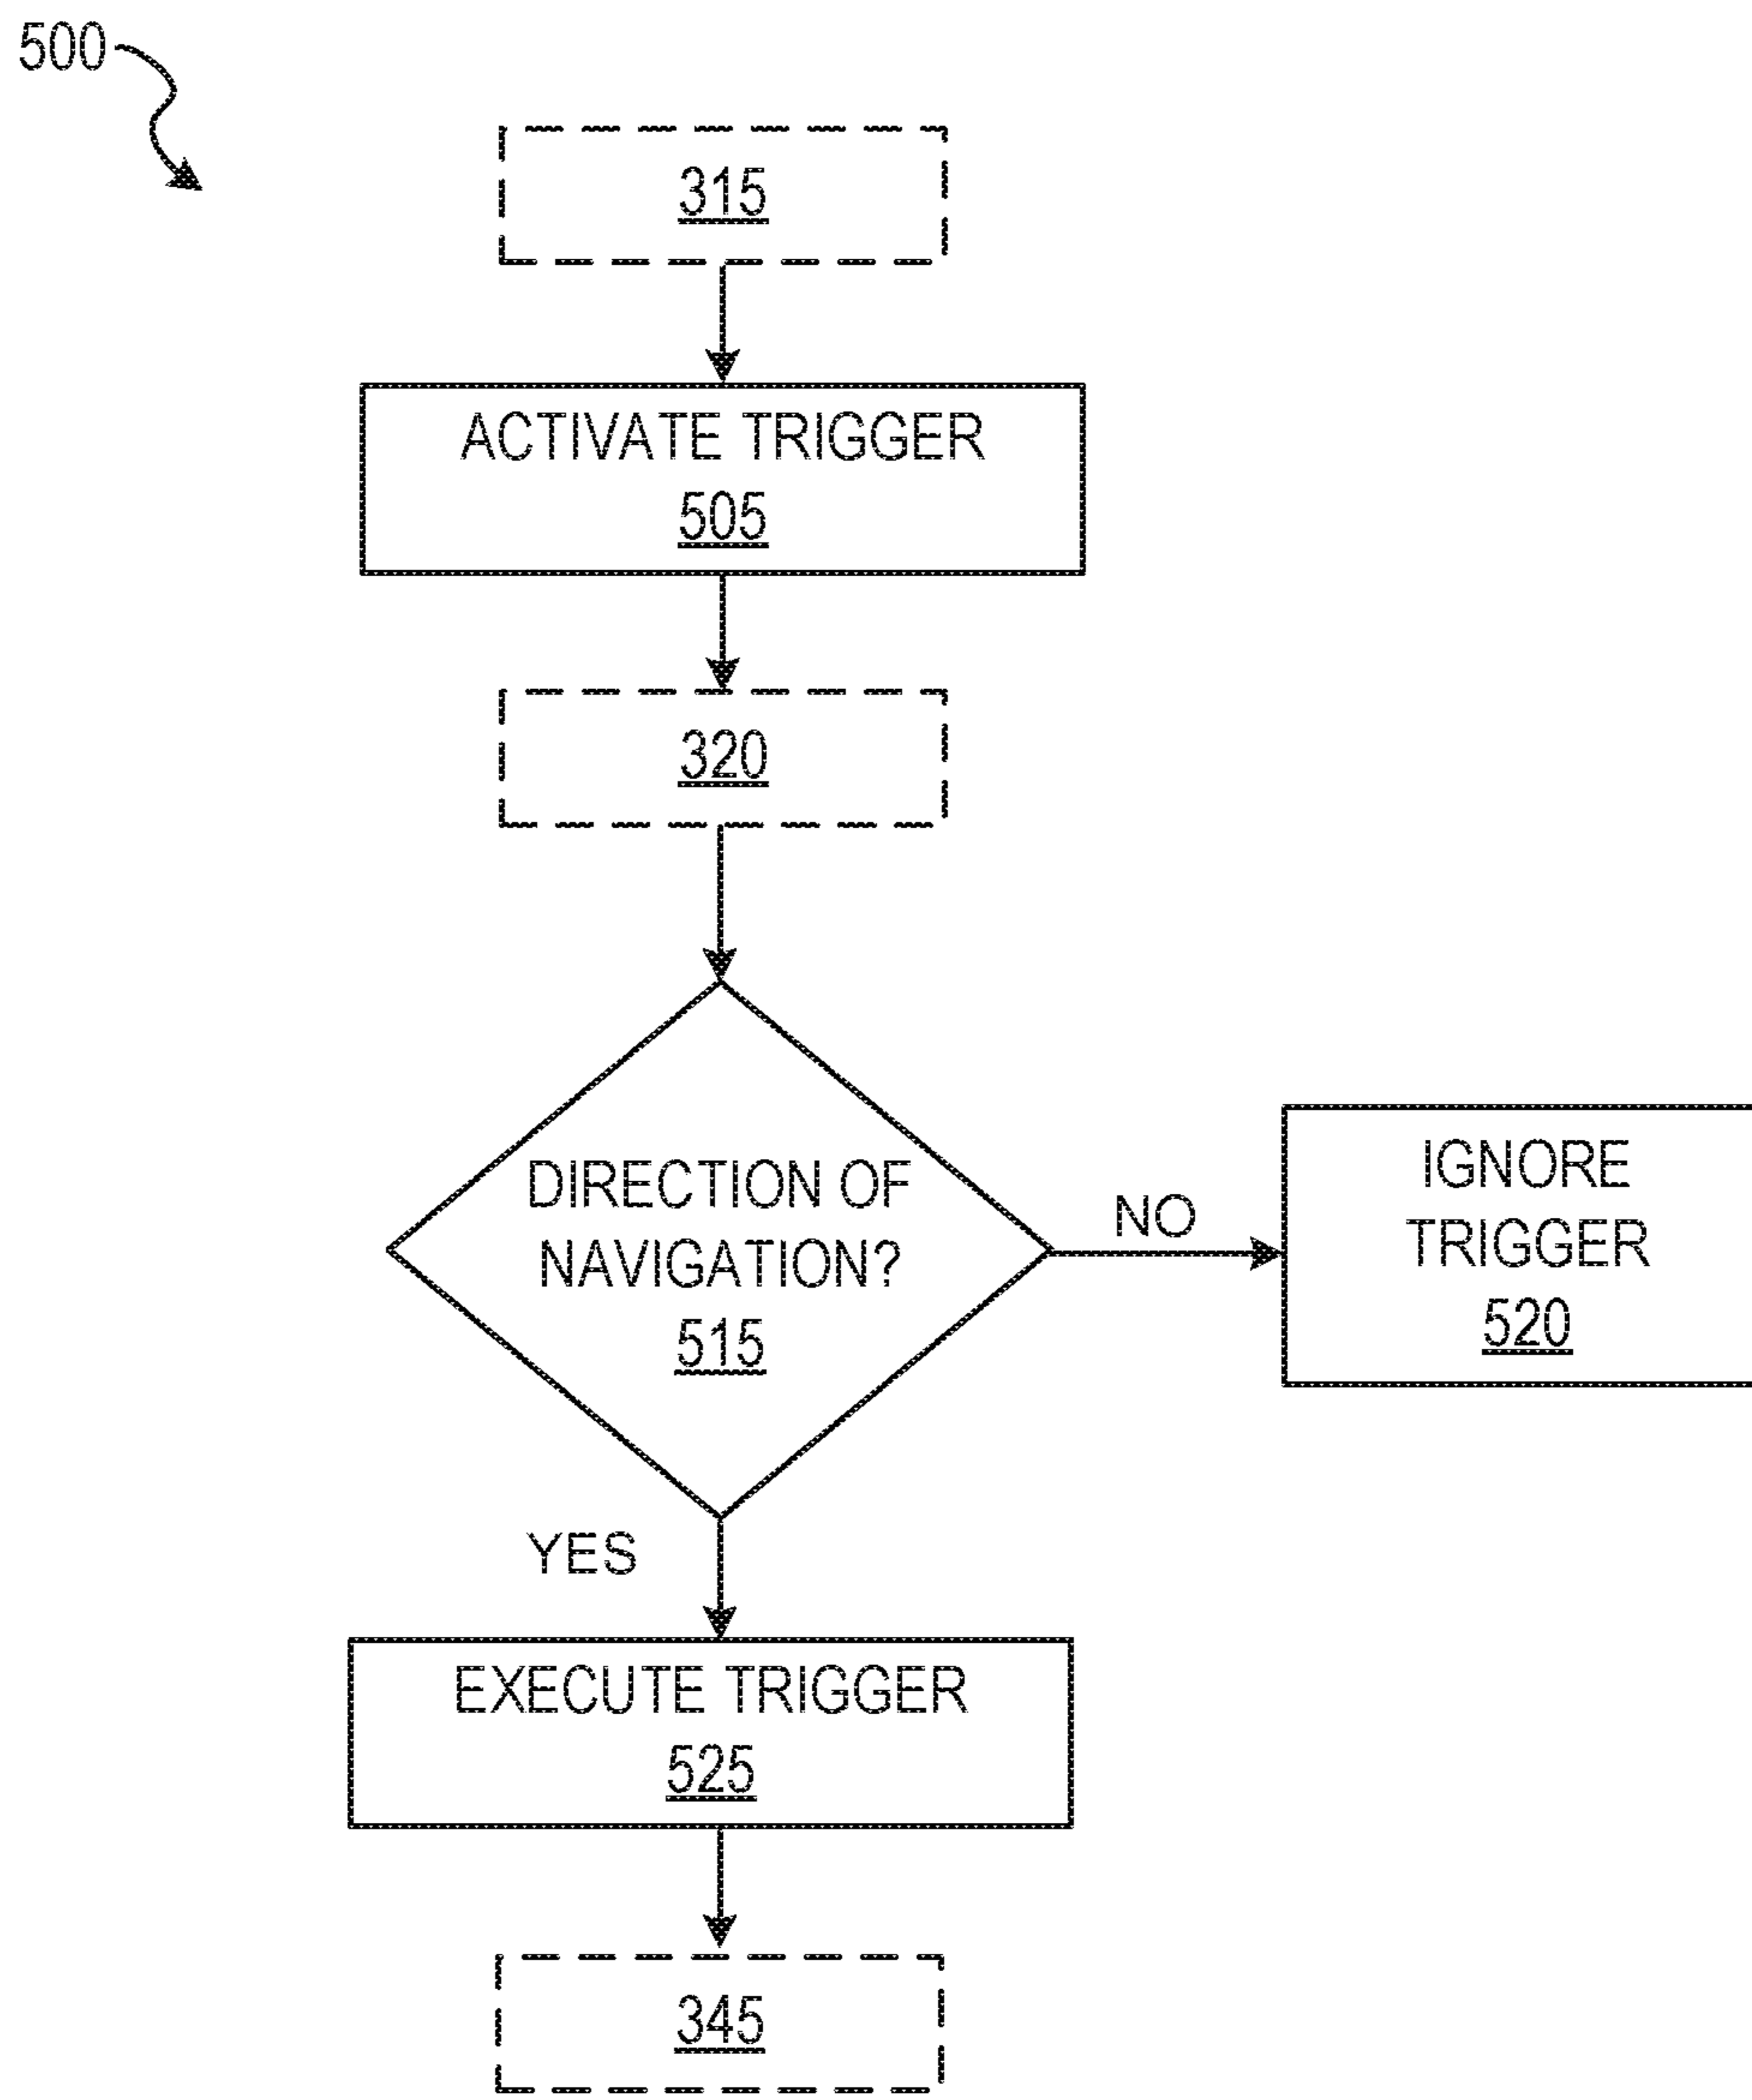 500
315
ACTIVATE TRIGGER
505
320
DIRECTION OF
NAVIGATION?
515
NO
IGNORE
TRIGGER
520
YES
EXECUTE TRIGGER
525
345